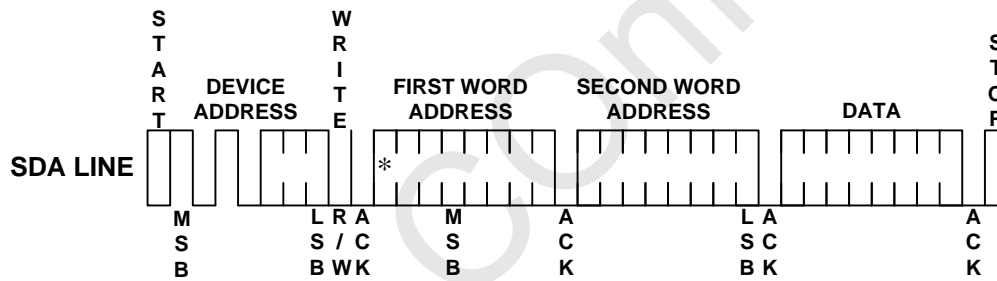 START
WRITE
STOP
DEVICE
ADDRESS
FIRST WORD
ADDRESS
SECOND WORD
ADDRESS
DATA
SDA LINE
*
MSB
LSB
R/W
ACK
MSB
ACK
LSB
ACK
ACK